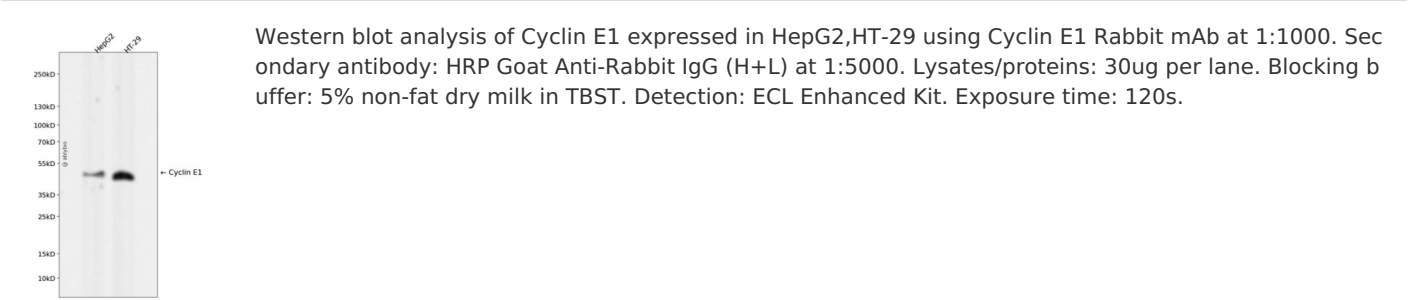 HepG2
HT-29
250kD
130kD
100kD
70kD
55kD
35kD
25kD
15kD
10kD
@ abybio
← Cyclin E1
Western blot analysis of Cyclin E1 expressed in HepG2,HT-29 using Cyclin E1 Rabbit mAb at 1:1000. Sec
ondary antibody: HRP Goat Anti-Rabbit IgG (H+L) at 1:5000. Lysates/proteins: 30ug per lane. Blocking b
uffer: 5% non-fat dry milk in TBST. Detection: ECL Enhanced Kit. Exposure time: 120s.